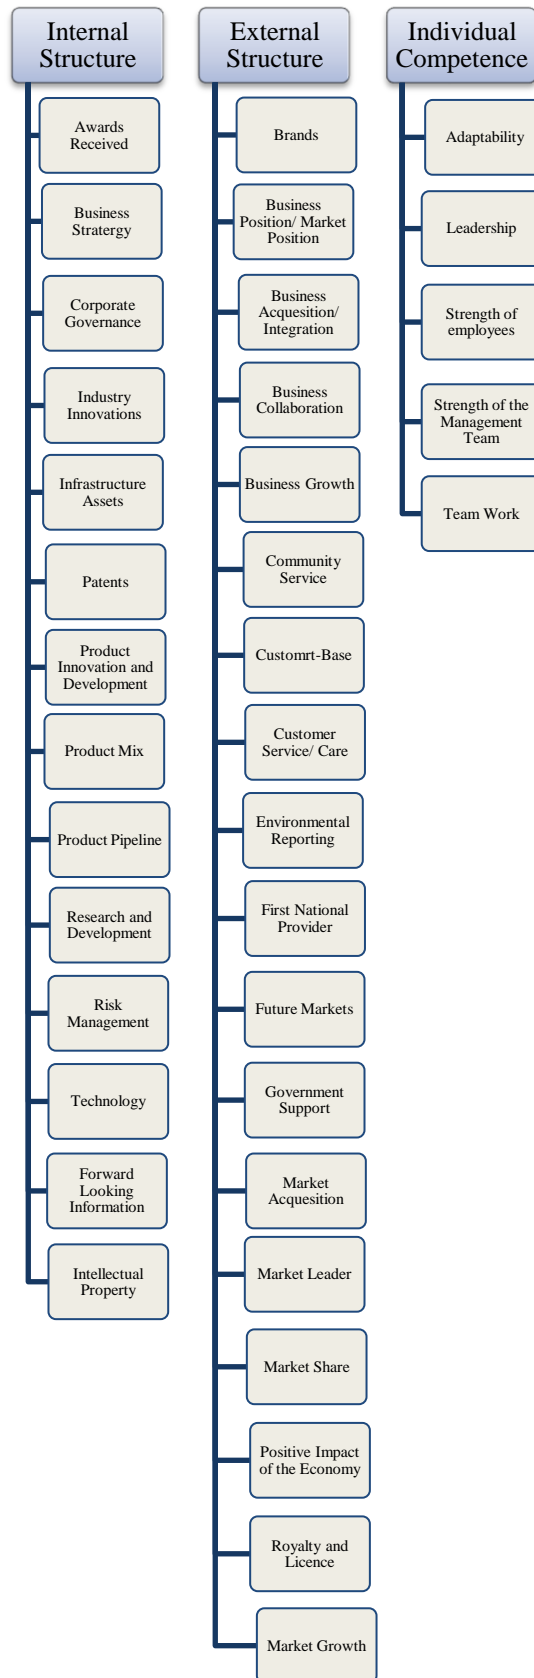 Internal
Structure
Awards
Received
Business
Stratergy
Corporate
Governance
Industry
Innovations
Infrastructure
Assets
Patents
Product
Innovation and
Development
Product Mix
Product Pipeline
Research and
Development
Risk
Management
Technology
Forward
Looking
Information
Intellectual
Property
External
Structure
Brands
Business
Position/ Market
Position
Business
Acquesition/
Integration
Business
Collaboration
Business Growth
Community
Service
Customrt-Base
Customer
Service/ Care
Environmental
Reporting
First National
Provider
Future Markets
Government
Support
Market
Acquesition
Market Leader
Market Share
Positive Impact
of the Economy
Royalty and
Licence
Market Growth
Individual
Competence
Adaptability
Leadership
Strength of
employees
Strength of the
Management
Team
Team Work